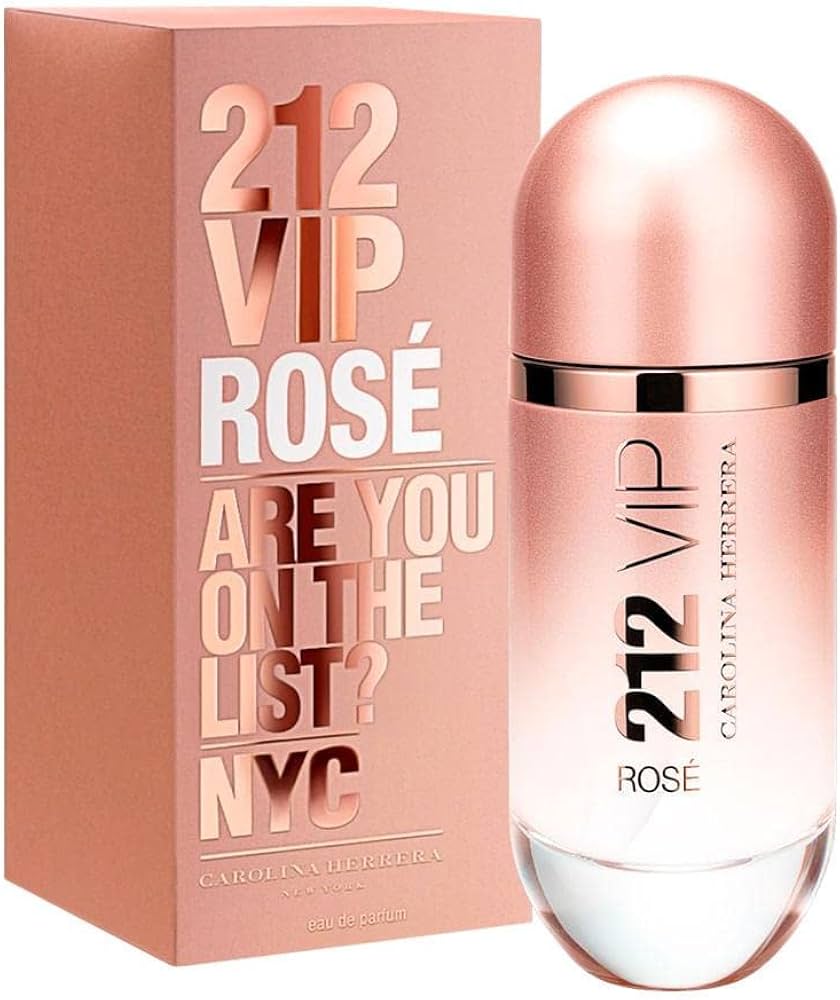 212
VIP
ROSÉ
ARE YOU
ON THE
LIST?
NYC
CAROLINA HERRERA
NEW YORK
eau de parfum
212 VIP
CAROLINA HERRERA
ROSÉ